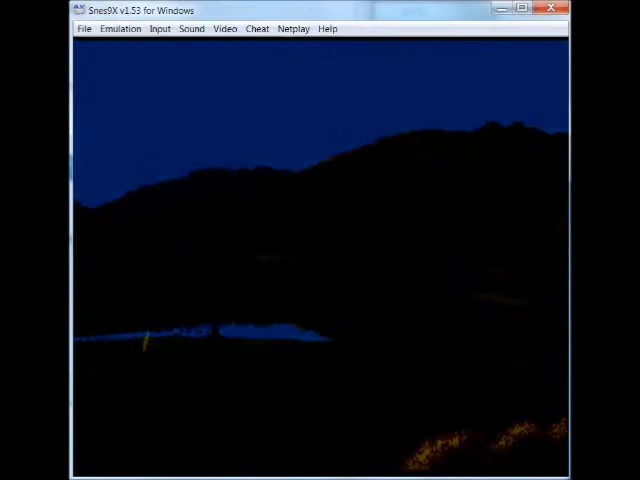 Snes9X v1.53 for Windows
File Emulation Input Sound Video Cheat Netplay Help